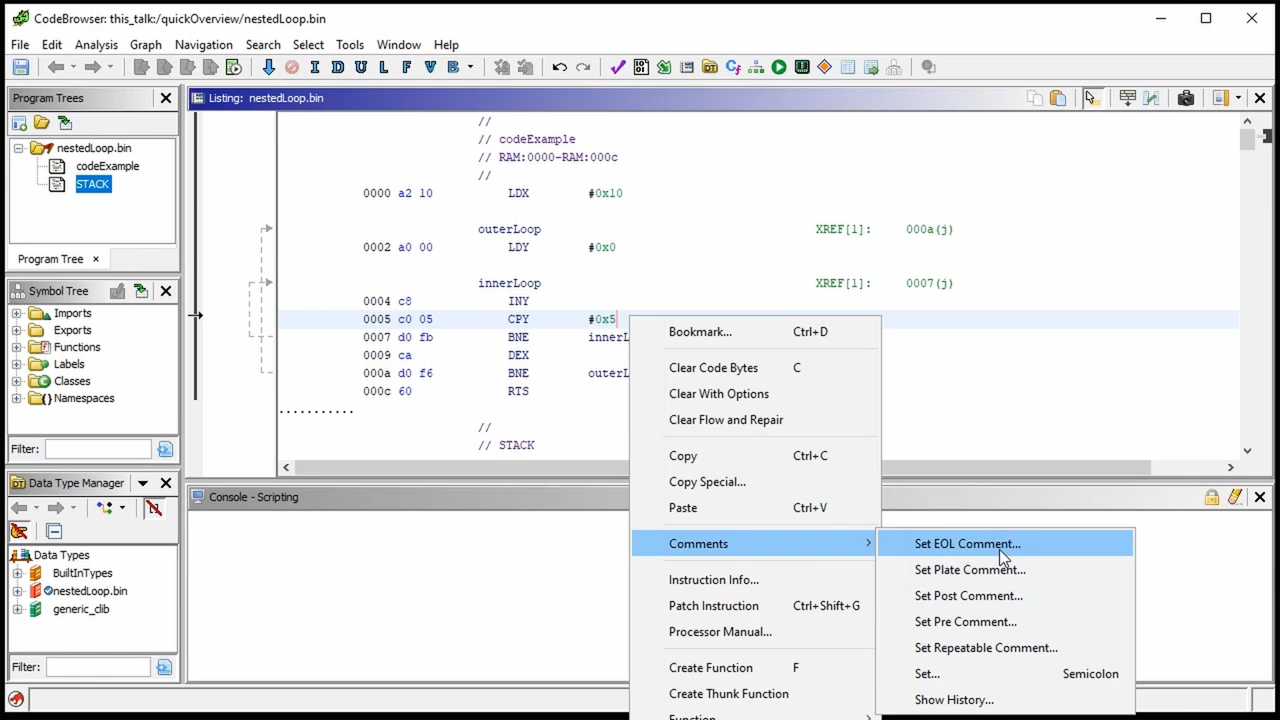 CodeBrowser: this_talk:/quickOverview/nestedLoop.bin
File Edit Analysis Graph Navigation Search Select Tools Window Help
I D U L F V B
Program Trees
nestedLoop.bin
codeExample
STACK
Program Tree ×
Symbol Tree
Imports
Exports
Functions
Labels
Classes
Namespaces
Filter:
Data Type Manager
Data Types
BuiltInTypes
nestedLoop.bin
generic_clib
Filter:
Listing: nestedLoop.bin
//
// codeExample
// RAM:0000-RAM:000c
//
0000 a2 10 LDX #0x10
outerLoop XREF[1]: 000a(j)
0002 a0 00 LDY #0x0
innerLoop XREF[1]: 0007(j)
0004 c8 INY
0005 c0 05 CPY #0x5
0007 d0 fb BNE innerL
0009 ca DEX
000a d0 f6 BNE outerL
000c 60 RTS
//
// STACK
Console - Scripting
Bookmark... Ctrl+D
Clear Code Bytes C
Clear With Options
Clear Flow and Repair
Copy Ctrl+C
Copy Special...
Paste Ctrl+V
Comments
Instruction Info...
Patch Instruction Ctrl+Shift+G
Processor Manual...
Create Function F
Create Thunk Function
Function
Set EOL Comment...
Set Plate Comment...
Set Post Comment...
Set Pre Comment...
Set Repeatable Comment...
Set... Semicolon
Show History...